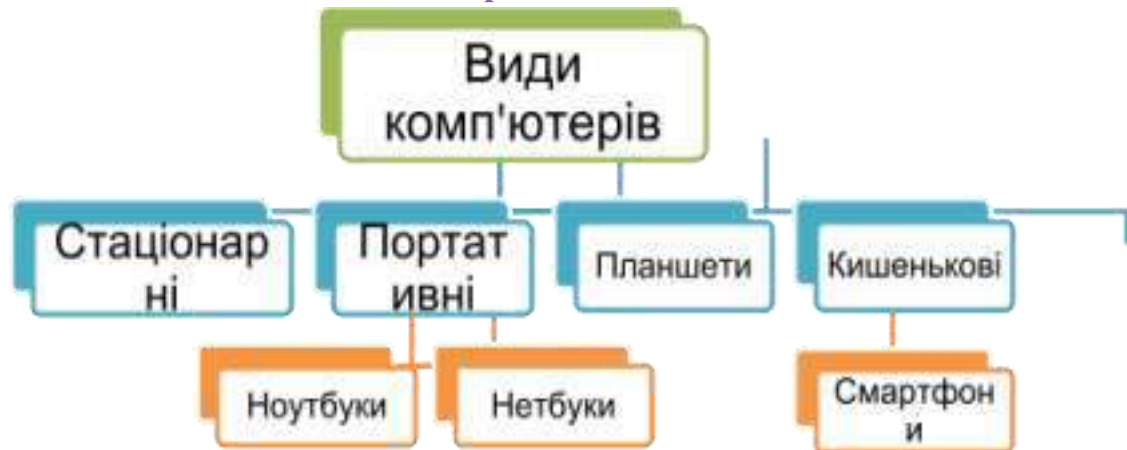 Види
комп'ютерів
Стаціонар
ні
Портат
ивні
Планшети
Кишенькові
Ноутбуки
Нетбуки
Смартфон
и